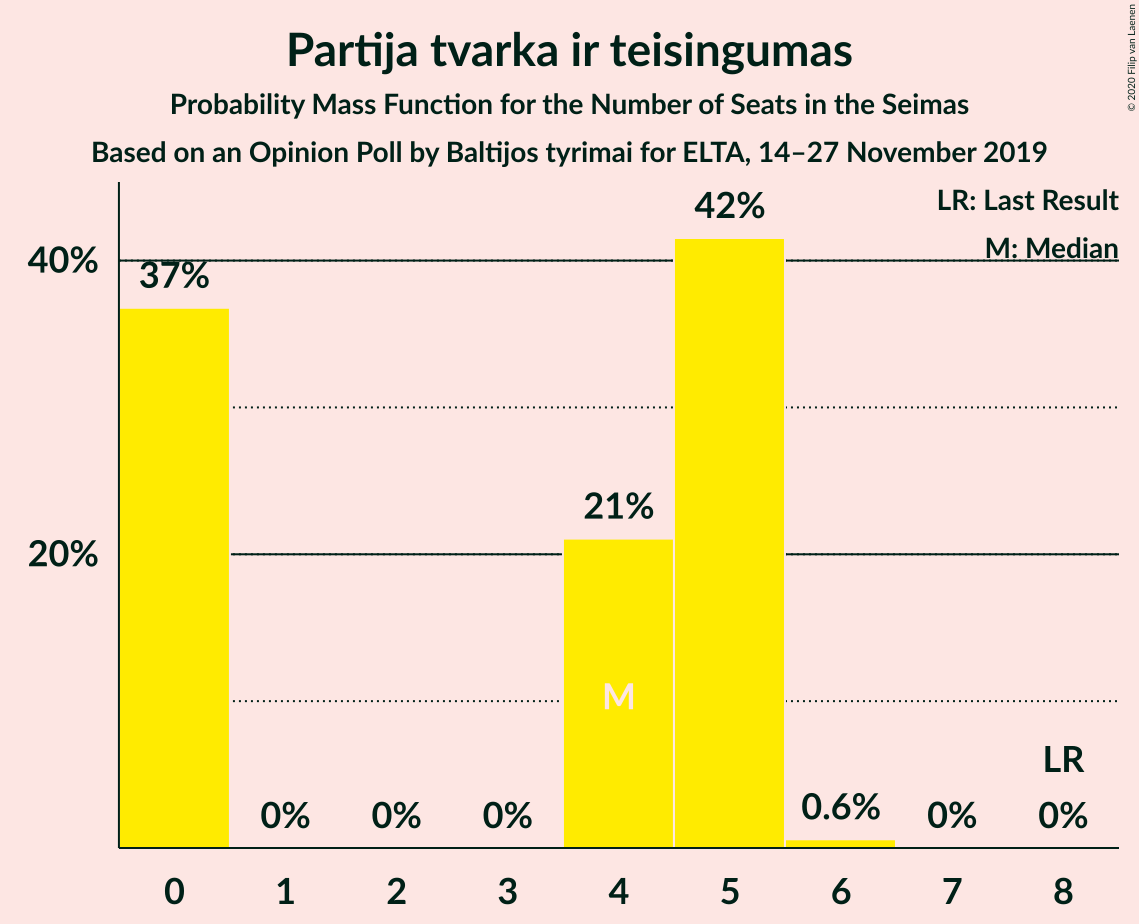 Partija tvarka ir teisingumas
Probability Mass Function for the Number of Seats in the Seimas
Based on an Opinion Poll by Baltijos tyrimai for ELTA, 14–27 November 2019
© 2020 Filip van Laenen
LR: Last Result
M: Median
40%
20%
37%
0%
0%
0%
21%
42%
0.6%
0%
0%
M
LR
0 1 2 3 4 5 6 7 8